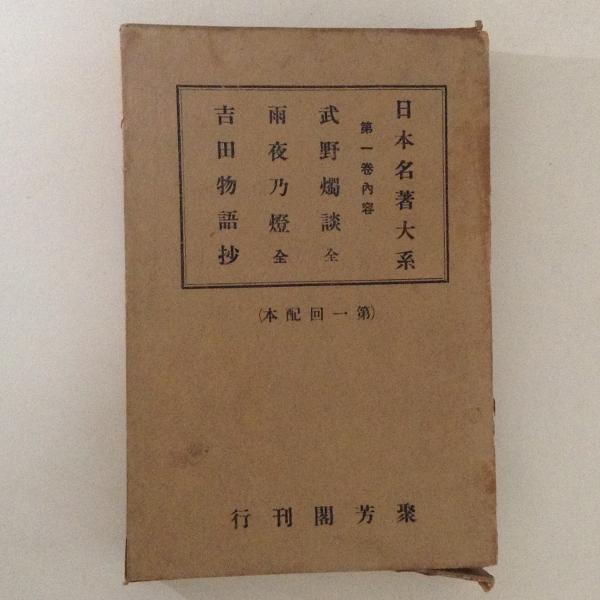 日本名著大系
第一卷內容
武野燭談 全
雨夜乃燈 全
吉田物語抄
(第一回配本)
聚芳閣刊行